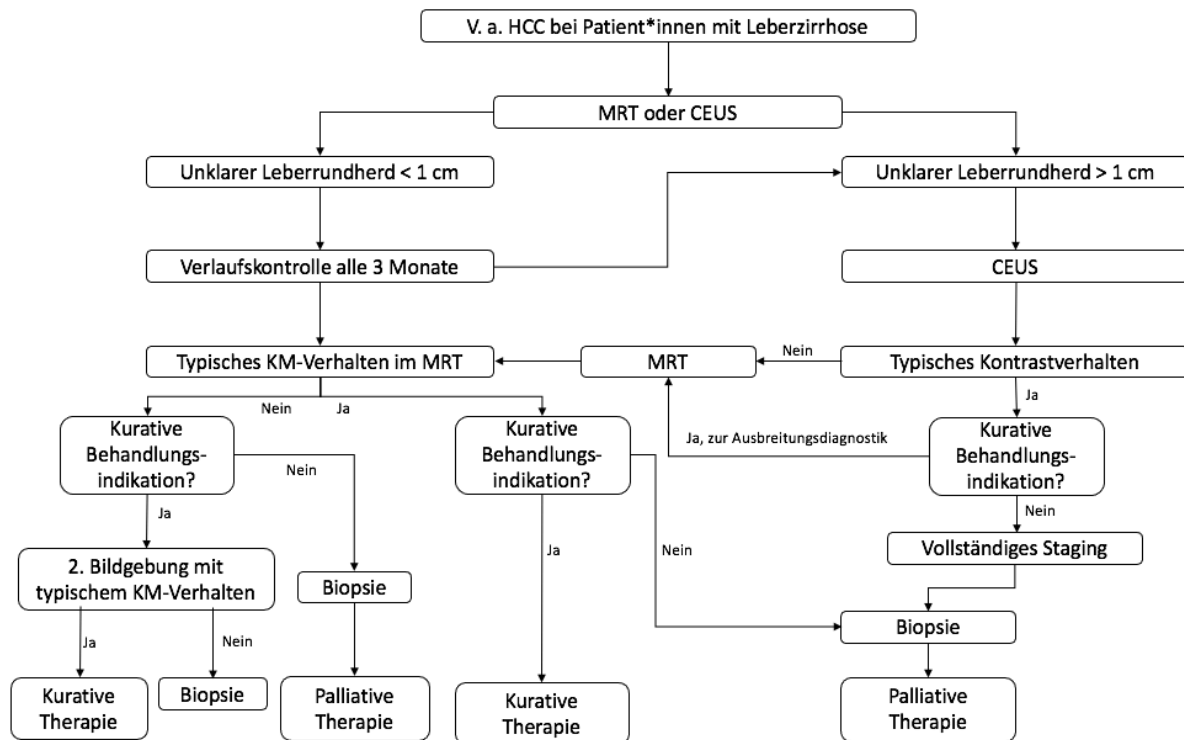 V. a. HCC bei Patient*innen mit Leberzirrhose
MRT oder CEUS
Unklarer Leberrundherd < 1 cm
Unklarer Leberrundherd > 1 cm
Verlaufskontrolle alle 3 Monate
CEUS
Typisches KM-Verhalten im MRT
MRT
Nein
Typisches Kontrastverhalten
Nein
Ja
Ja
Kurative
Behandlungs-
indikation?
Kurative
Behandlungs-
indikation?
Ja, zur Ausbreitungsdiagnostik
Kurative
Behandlungs-
indikation?
Nein
Ja
Ja
Nein
Nein
2. Bildgebung mit
typischem KM-Verhalten
Biopsie
Vollständiges Staging
Ja
Nein
Biopsie
Kurative
Therapie
Biopsie
Palliative
Therapie
Kurative
Therapie
Palliative
Therapie